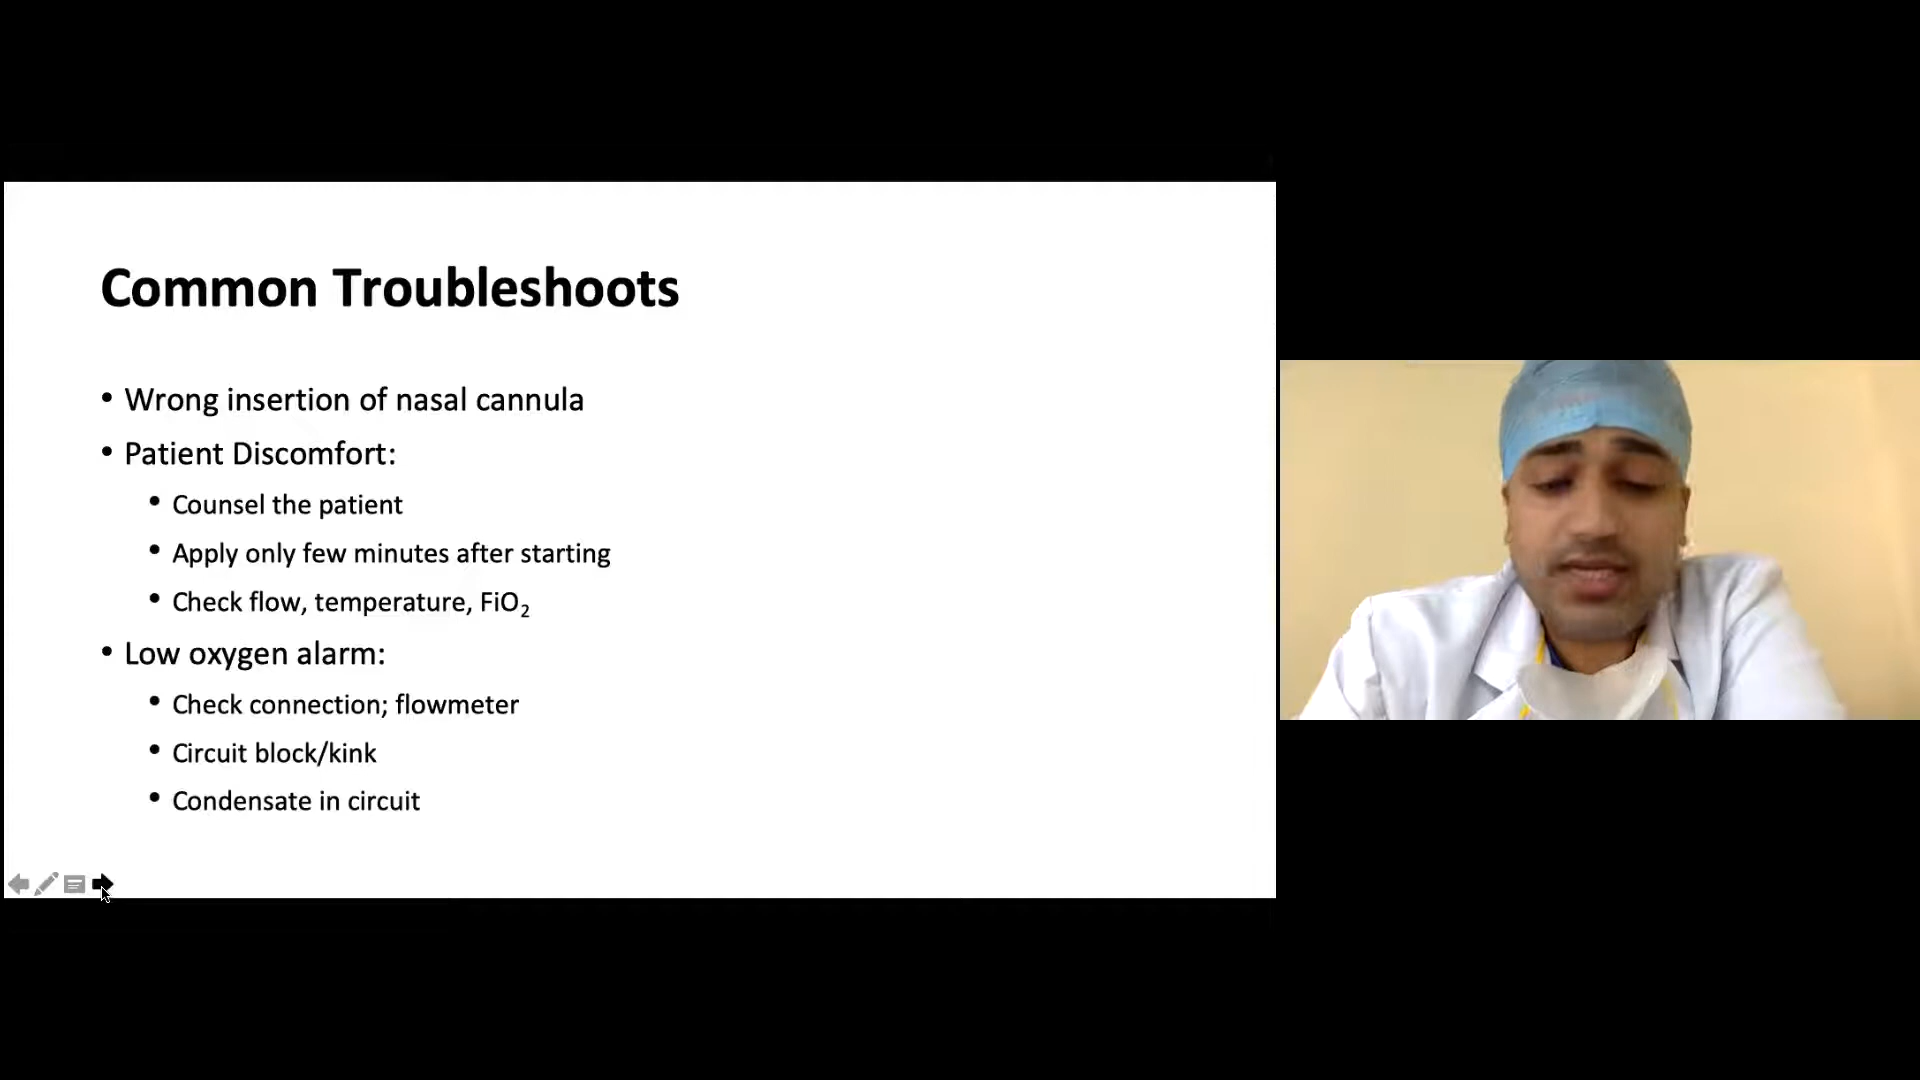 Common Troubleshoots
• Wrong insertion of nasal cannula
• Patient Discomfort:
• Counsel the patient
• Apply only few minutes after starting
• Check flow, temperature, FiO₂
• Low oxygen alarm:
• Check connection; flowmeter
• Circuit block/kink
• Condensate in circuit